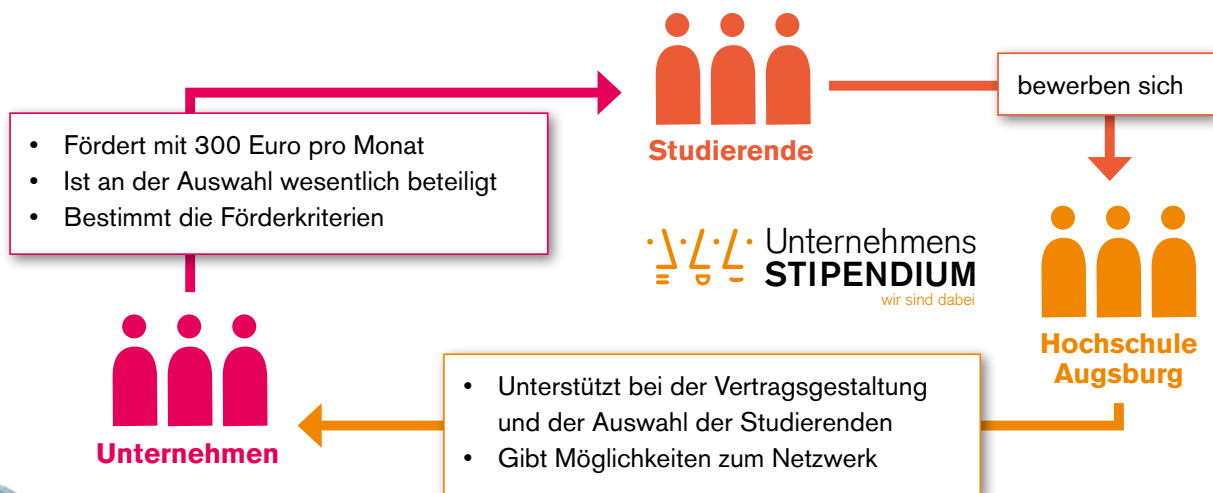 bewerben sich
• Fördert mit 300 Euro pro Monat
• Ist an der Auswahl wesentlich beteiligt
• Bestimmt die Förderkriterien
Studierende
Unternehmens
STIPENDIUM
wir sind dabei
Hochschule
Augsburg
• Unterstützt bei der Vertragsgestaltung
und der Auswahl der Studierenden
• Gibt Möglichkeiten zum Netzwerk
Unternehmen